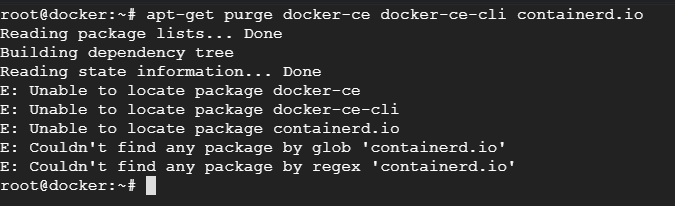 root@docker:~# apt-get purge docker-ce docker-ce-cli containerd.io
Reading package lists... Done
Building dependency tree
Reading state information... Done
E: Unable to locate package docker-ce
E: Unable to locate package docker-ce-cli
E: Unable to locate package containerd.io
E: Couldn't find any package by glob 'containerd.io'
E: Couldn't find any package by regex 'containerd.io'
root@docker:~#